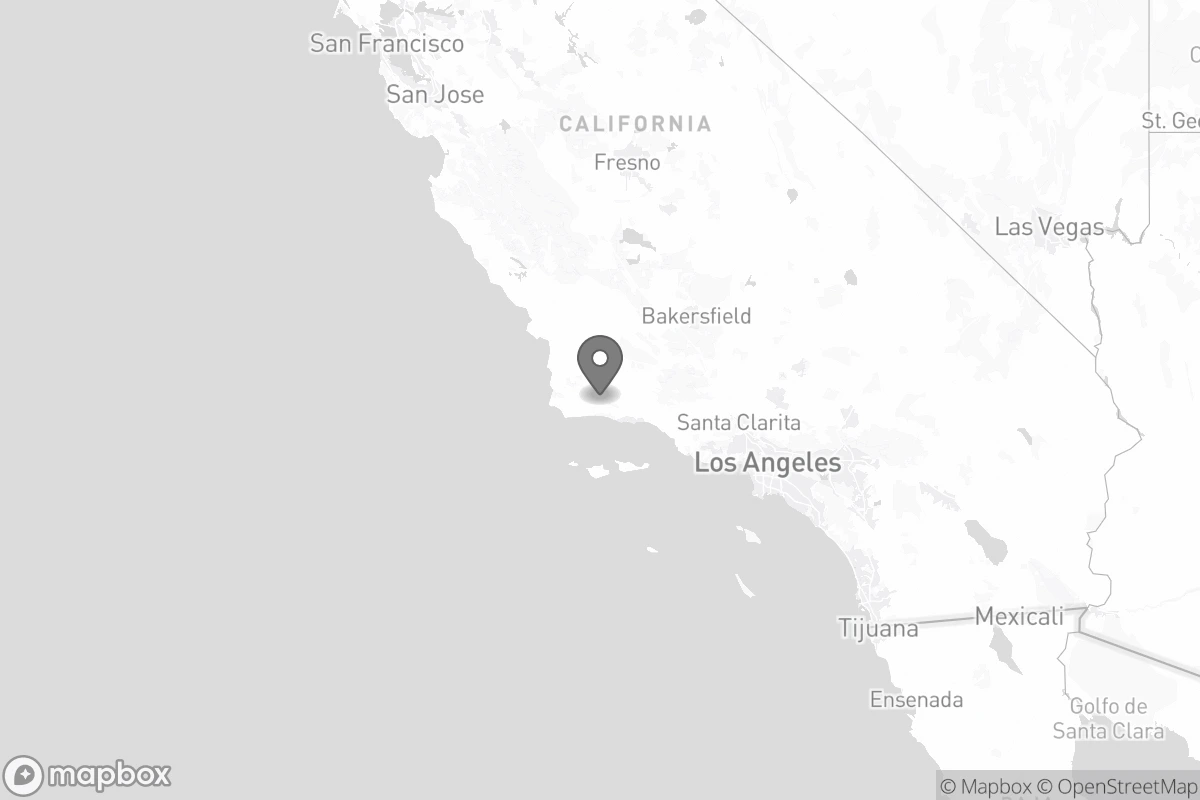 San Francisco
San Jose
CALIFORNIA
Fresno
St. Geo
Las Vegas
Bakersfield
Santa Clarita
Los Angeles
Mexicali
Tijuana
Ensenada
Golfo de
Santa Clara
mapbox
© Mapbox © OpenStreetMap